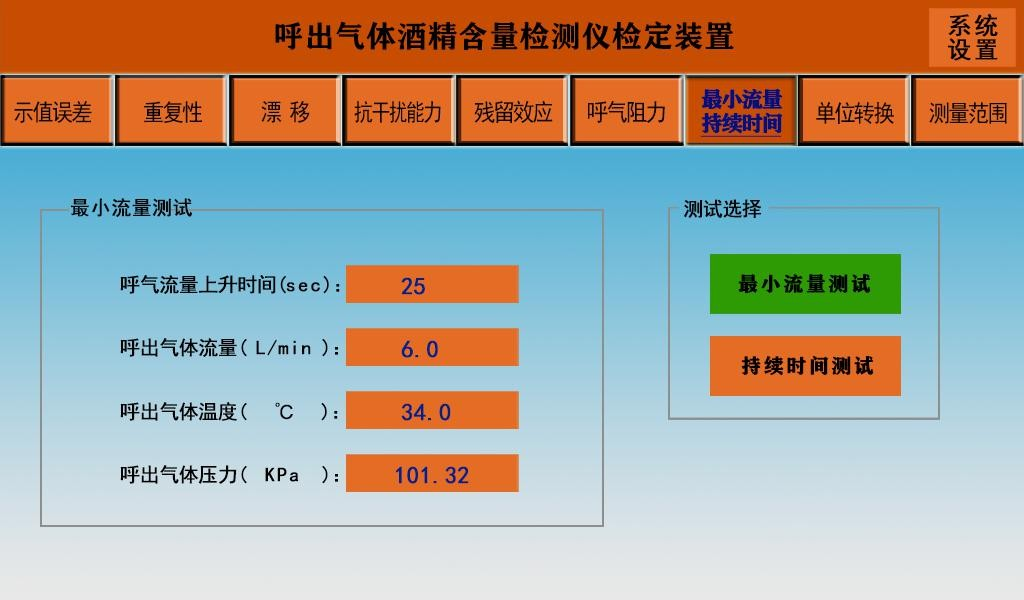 呼出气体酒精含量检测仪检定装置
系统
设置
示值误差
重复性
漂 移
抗干扰能力
残留效应
呼气阻力
最小流量
持续时间
单位转换
测量范围
最小流量测试
呼气流量上升时间(sec): 25
呼出气体流量( L/min ): 6.0
呼出气体温度( ℃ ): 34.0
呼出气体压力( KPa ): 101.32
测试选择
最小流量测试
持续时间测试